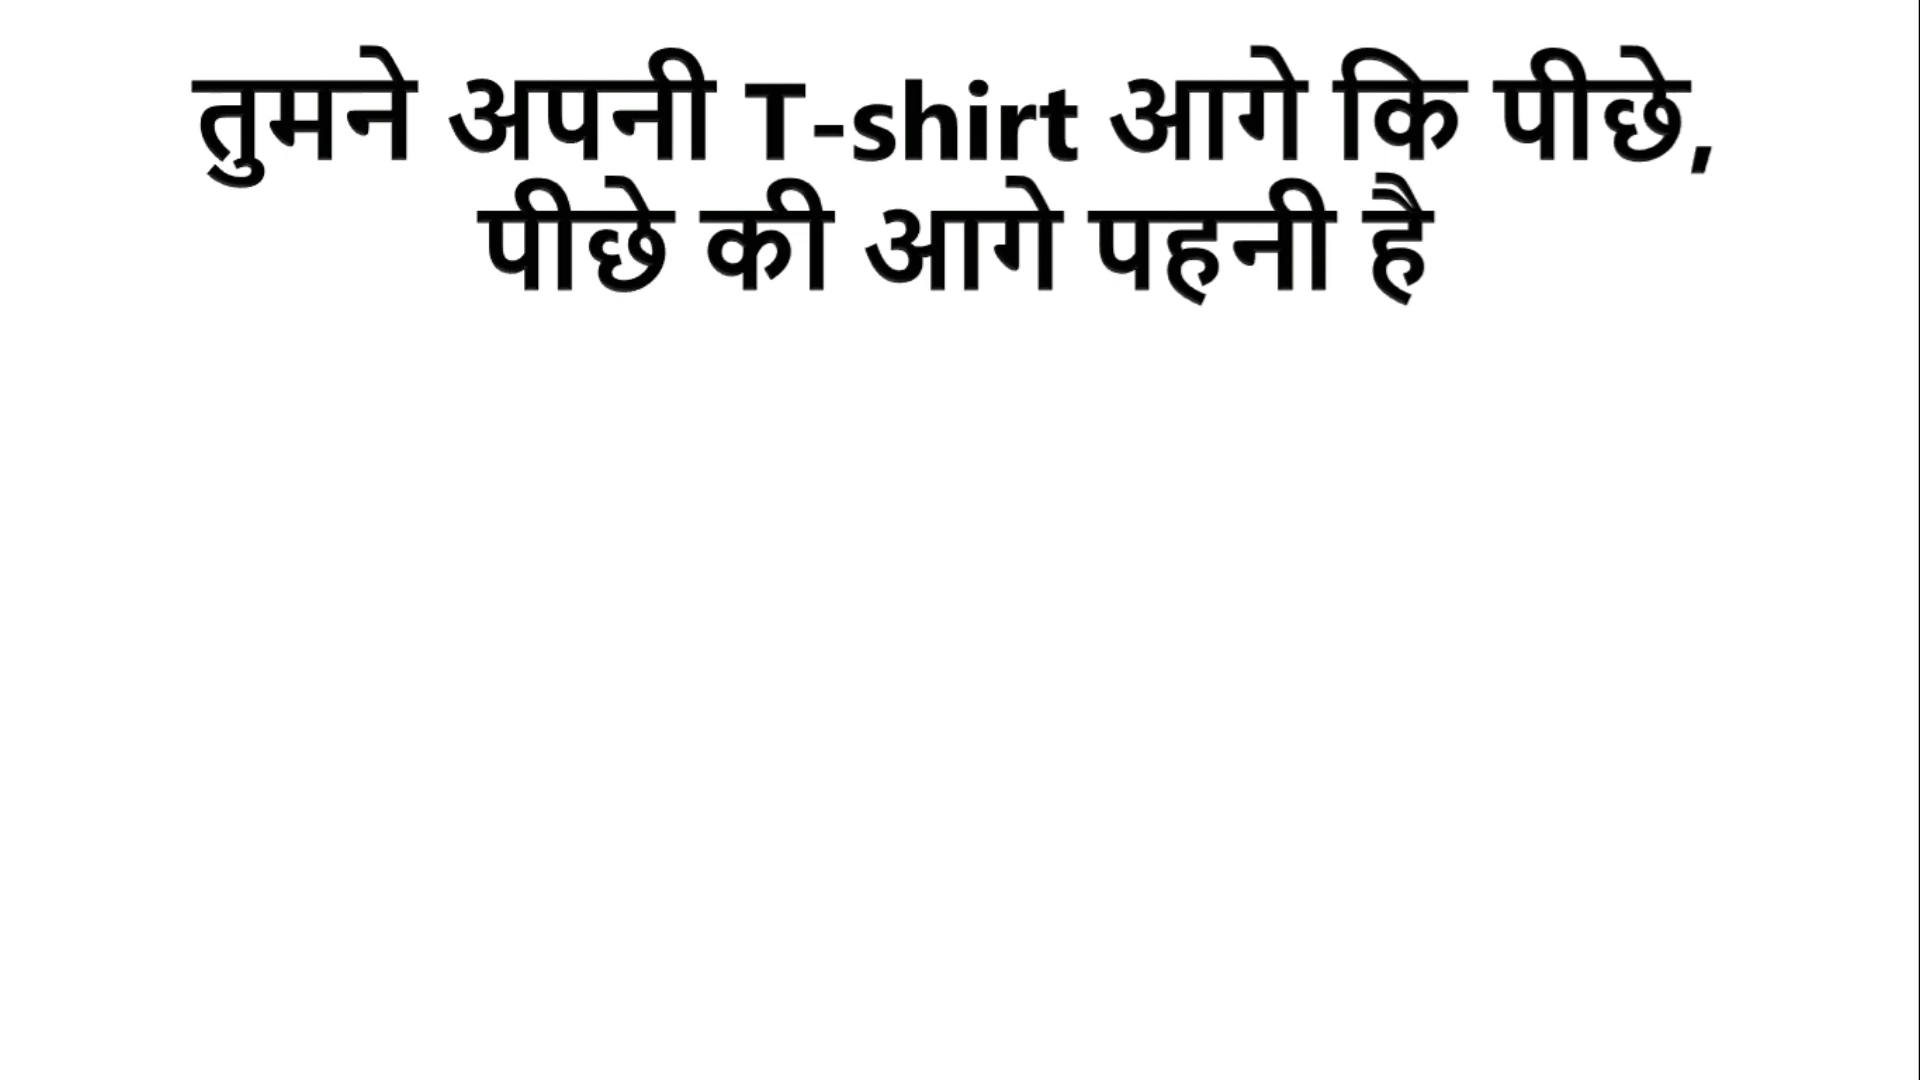 तुमने अपनी T-shirt आगे कि पीछे,
पीछे की आगे पहनी है